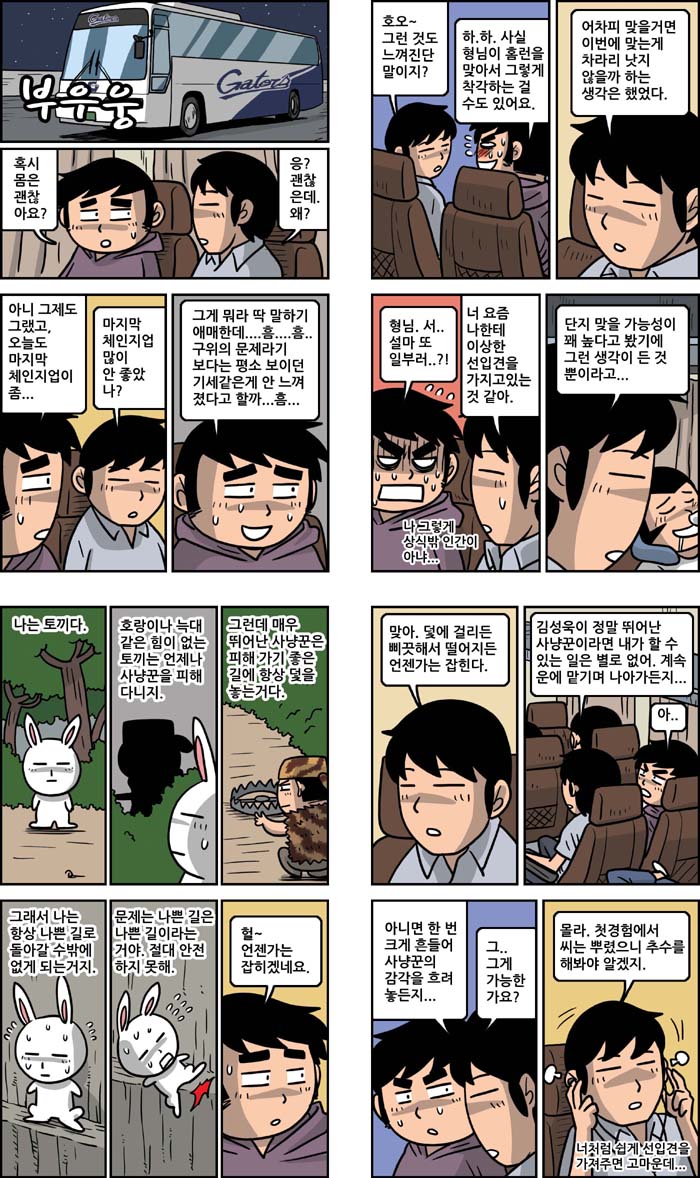 Gators
부유웅
혹시
몸은
괜찮
아요?
응?
괜찮
은데.
왜?
아니 그제도
그랬고,
오늘도
마지막
체인지업이
좀...
마지막
체인지업
많이
안 좋았
나?
그게 뭐라 딱 말하기
애매한데....흠....흠..
구위의 문제라기
보다는 평소 보이던
기세같은게 안 느껴
졌다고 할까...흠...
호오~
그런 것도
느껴진단
말이지?
하.하. 사실
형님이 홈런을
맞아서 그렇게
착각하는 걸
수도 있어요.
어차피 맞을거면
이번에 맞는게
차라리 낫지
않을까 하는
생각은 했었다.
형님. 서..
설마 또
일부러..?!
너 요즘
나한테
이상한
선입견을
가지고있는
것 같아.
나 그렇게
상식밖 인간이
아냐...
단지 맞을 가능성이
꽤 높다고 봤기에
그런 생각이 든 것
뿐이라고...
나는 토끼다.
호랑이나 늑대
같은 힘이 없는
토끼는 언제나
사냥꾼을 피해
다니지.
그런데 매우
뛰어난 사냥꾼은
피해 가기 좋은
길에 항상 덫을
놓는거다.
그래서 나는
항상 나쁜 길로
돌아갈 수밖에
없게 되는거지.
문제는 나쁜 길은
나쁜 길이라는
거야. 절대 안전
하지 못해.
헐~
언젠가는
잡히겠네요.
맞아. 덫에 걸리든
삐끗해서 떨어지든
언젠가는 잡힌다.
김성욱이 정말 뛰어난
사냥꾼이라면 내가 할 수
있는 일은 별로 없어. 계속
운에 맡기며 나아가든지...
아..
아니면 한 번
크게 흔들어
사냥꾼의
감각을 흐려
놓든지...
그..
그게
가능한
가요?
몰라. 첫경험에서
씨는 뿌렸으니 추수를
해봐야 알겠지.
너처럼 쉽게 선입견을
가져주면 고마운데...